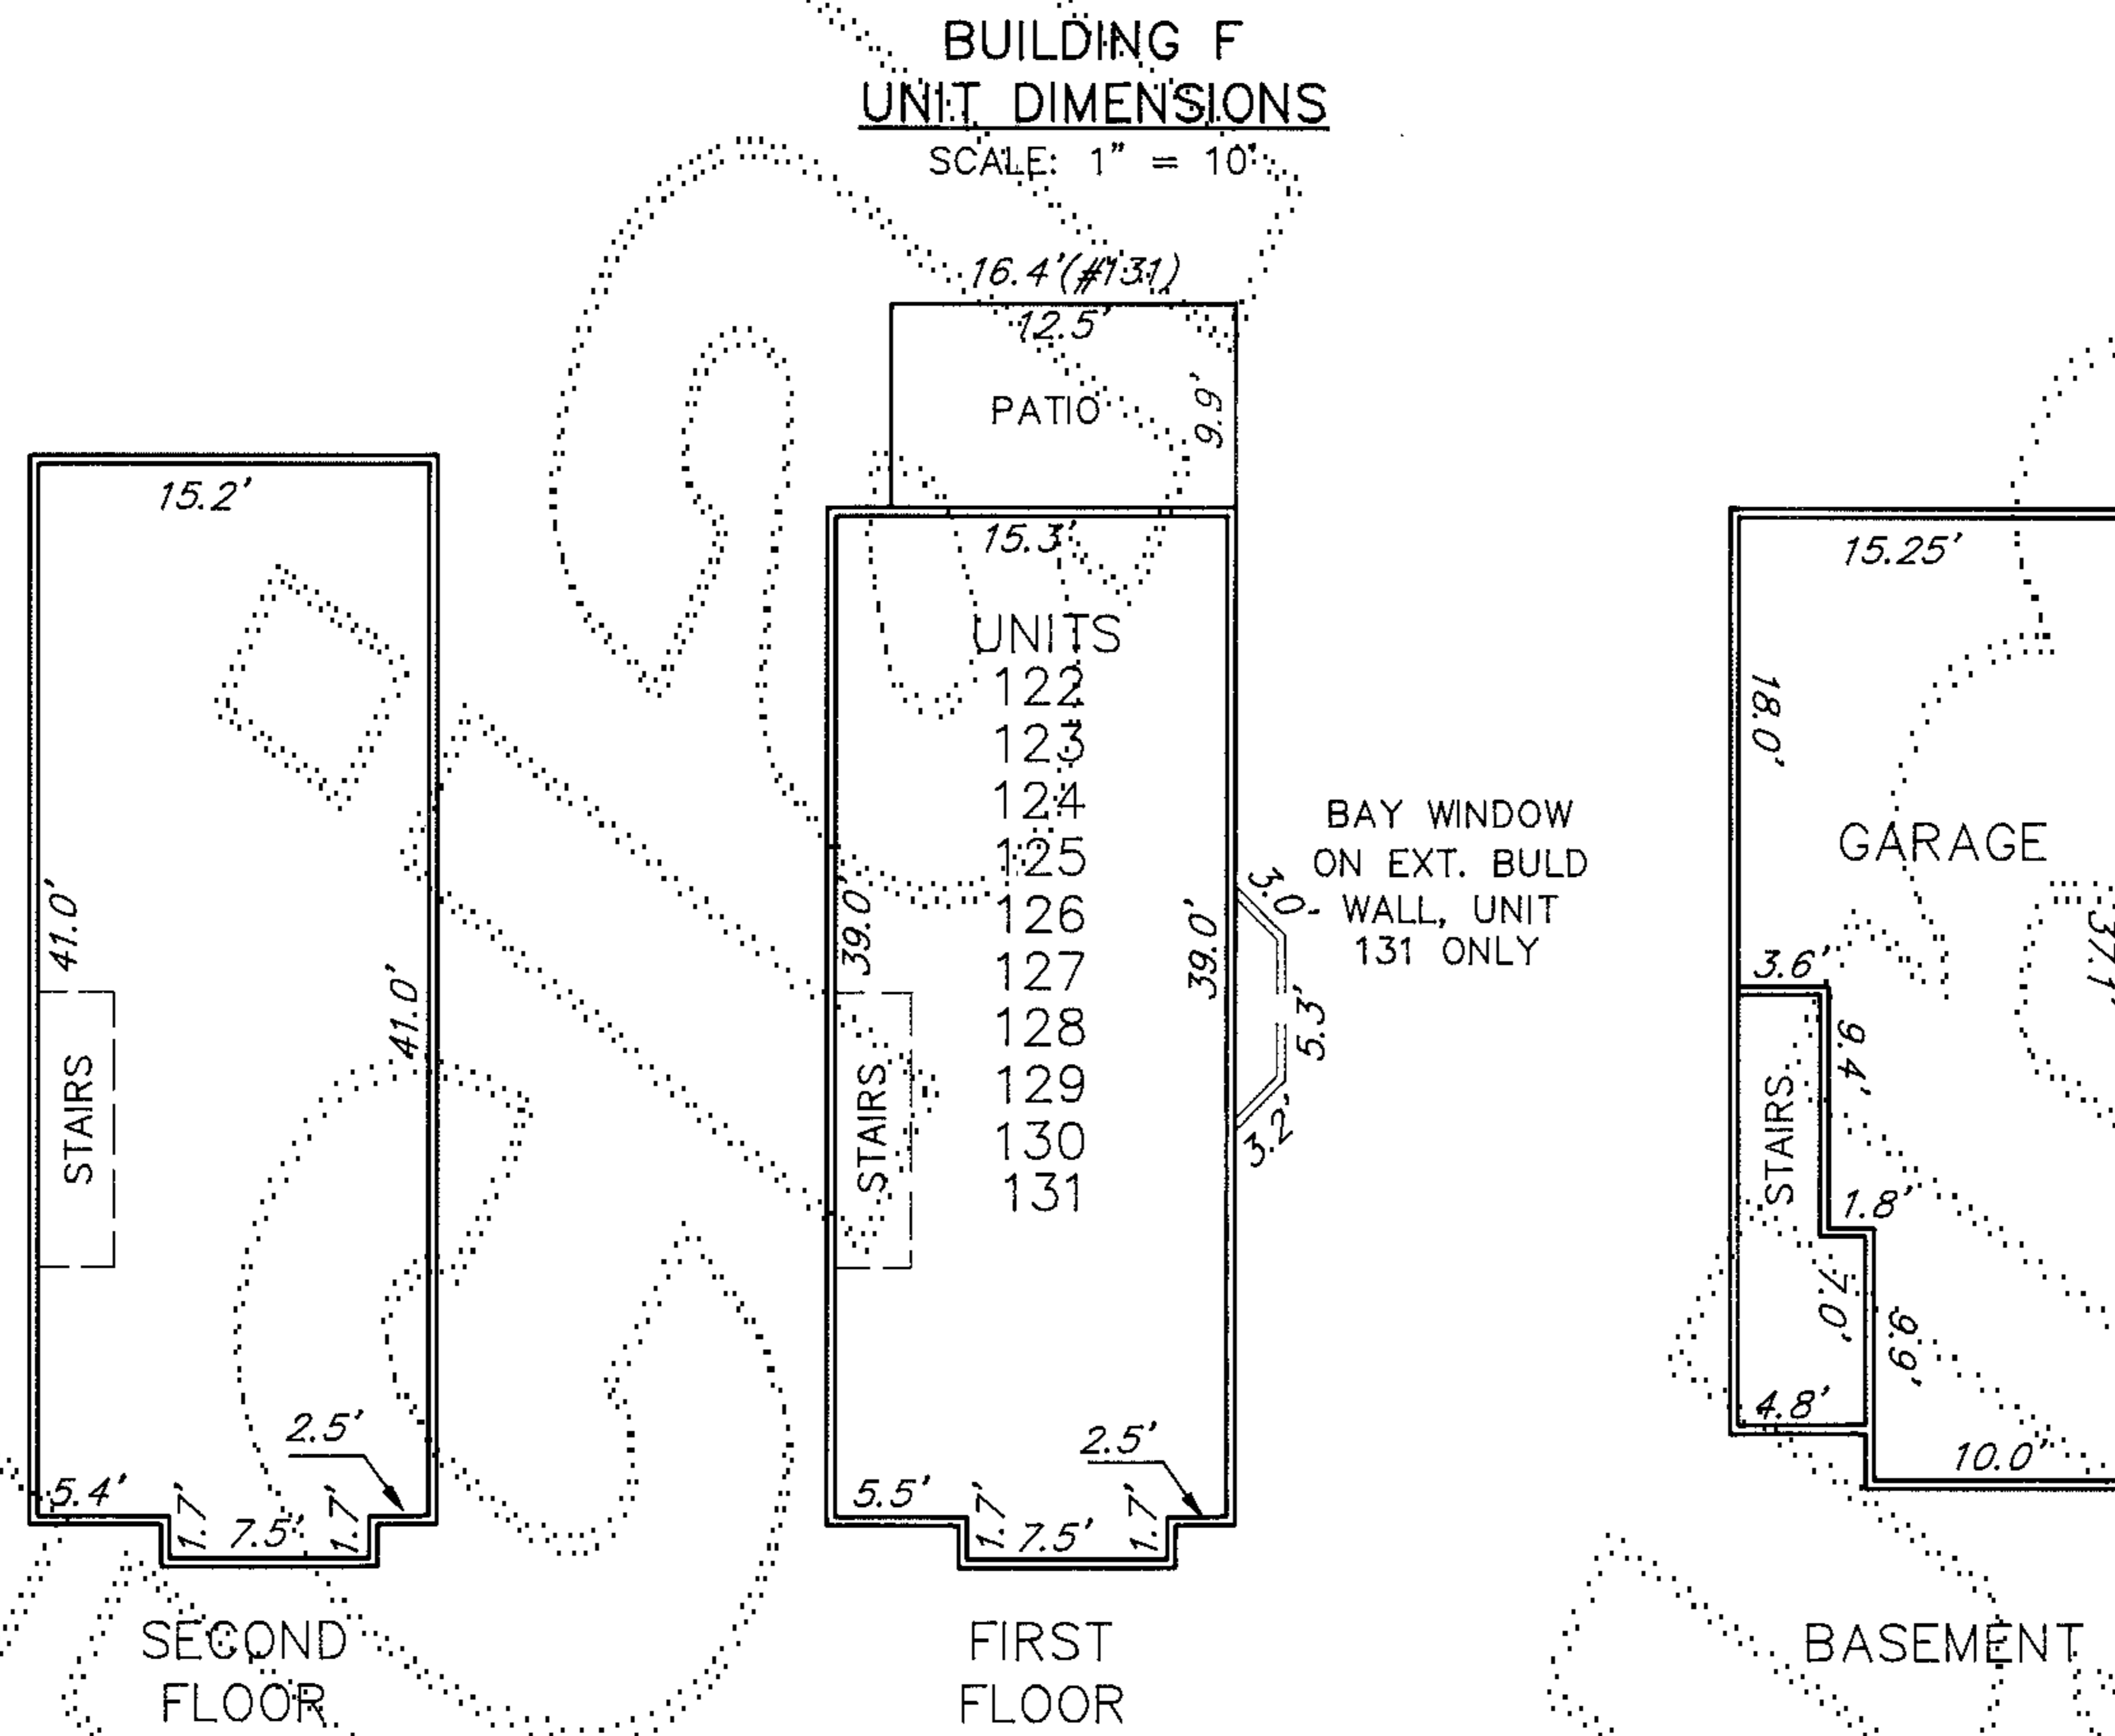 BUILDING F
UNIT DIMENSIONS
SCALE: 1" = 10'
16.4'(#131)
12.5'
PATIO
9.9'
15.2'
41.0'
41.0'
STAIRS
2.5'
5.4'
1.7'
7.5'
1.7'
SECOND
FLOOR
15.3'
UNITS
122
123
124
125
126
127
128
129
130
131
39.0'
39.0'
STAIRS
BAY WINDOW
ON EXT. BULD
WALL, UNIT
131 ONLY
3.0'
5.3'
3.2'
2.5'
5.5'
1.7'
7.5'
1.7'
FIRST
FLOOR
15.25'
18.0'
GARAGE
37.1'
3.6'
9.4'
STAIRS
1.8'
7.0'
9.9'
4.8'
10.0'
BASEMENT